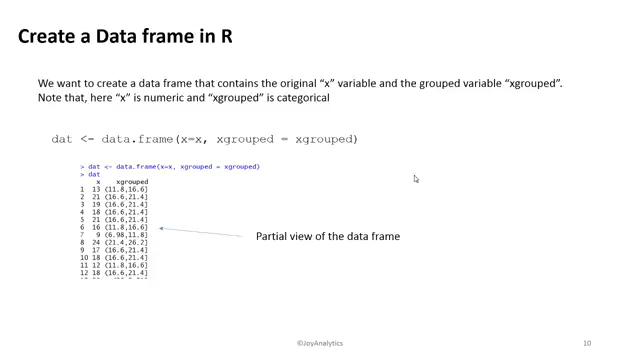 Create a Data frame in R
We want to create a data frame that contains the original “x” variable and the grouped variable “xgrouped”.
Note that, here “x” is numeric and “xgrouped” is categorical
dat <- data.frame(x=x, xgrouped = xgrouped)
> dat <- data.frame(x=x, xgrouped = xgrouped)
> dat
x xgrouped
1 13 (11.8,16.6]
2 21 (16.6,21.4]
3 19 (16.6,21.4]
4 18 (16.6,21.4]
5 21 (16.6,21.4]
6 16 (11.8,16.6]
7 9 (6.98,11.8]
8 24 (21.4,26.2]
9 17 (16.6,21.4]
10 18 (16.6,21.4]
11 12 (11.8,16.6]
12 18 (16.6,21.4]
Partial view of the data frame
©JoyAnalytics
10